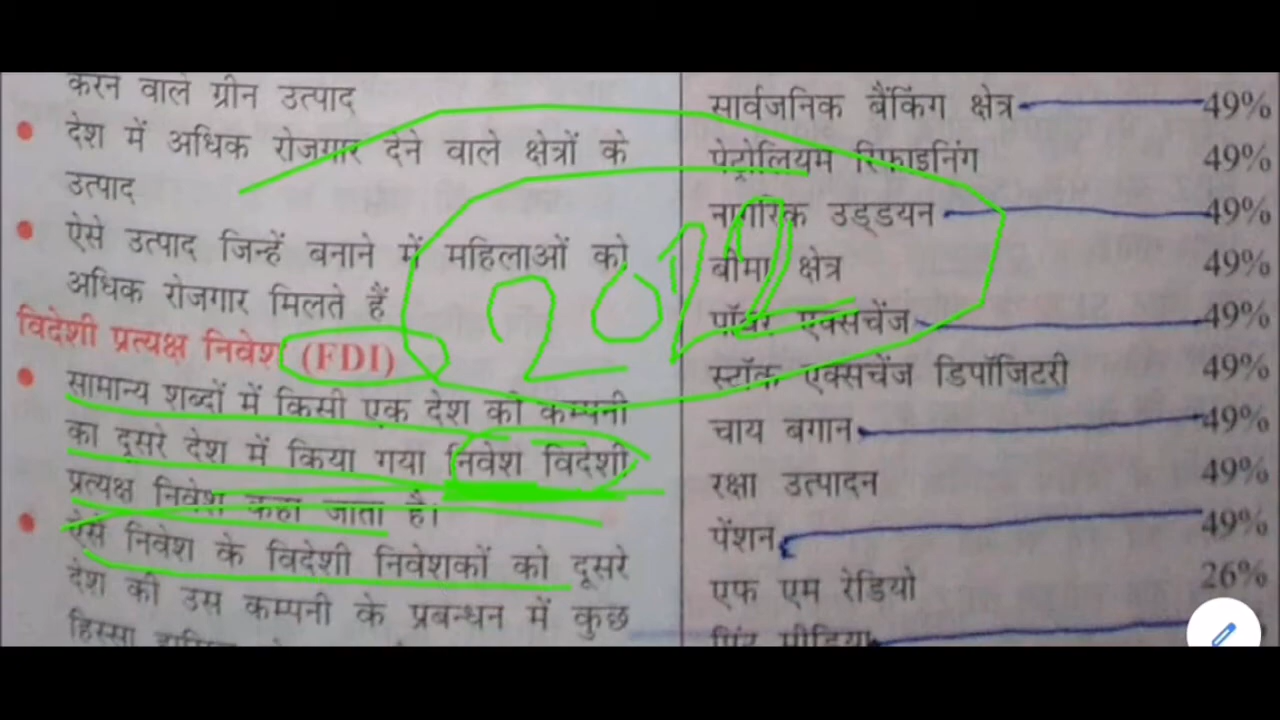 करन वाले ग्रीन उत्पाद
देश में अधिक रोजगार देने वाले क्षेत्रों के
उत्पाद
ऐसे उत्पाद जिन्हें बनाने में महिलाओं को
अधिक रोजगार मिलते हैं
विदेशी प्रत्यक्ष निवेश (FDI)
सामान्य शब्दों में किसी एक देश की कम्पनी
का दूसरे देश में किया गया निवेश विदेशी
प्रत्यक्ष निवेश कहा जाता है।
ऐसे निवेश के विदेशी निवेशकों को दूसरे
देश की उस कम्पनी के प्रबन्धन में कुछ
हिस्सा
सार्वजनिक बैंकिंग क्षेत्र 49%
पेट्रोलियम रिफाइनिंग 49%
नागरिक उड्डयन 49%
बीमा क्षेत्र 49%
पॉवर एक्सचेंज 49%
स्टॉक एक्सचेंज डिपॉजिटरी 49%
चाय बगान 49%
रक्षा उत्पादन 49%
पेंशन 49%
एफ एम रेडियो 26%
प्रिंट मीडिया
2022